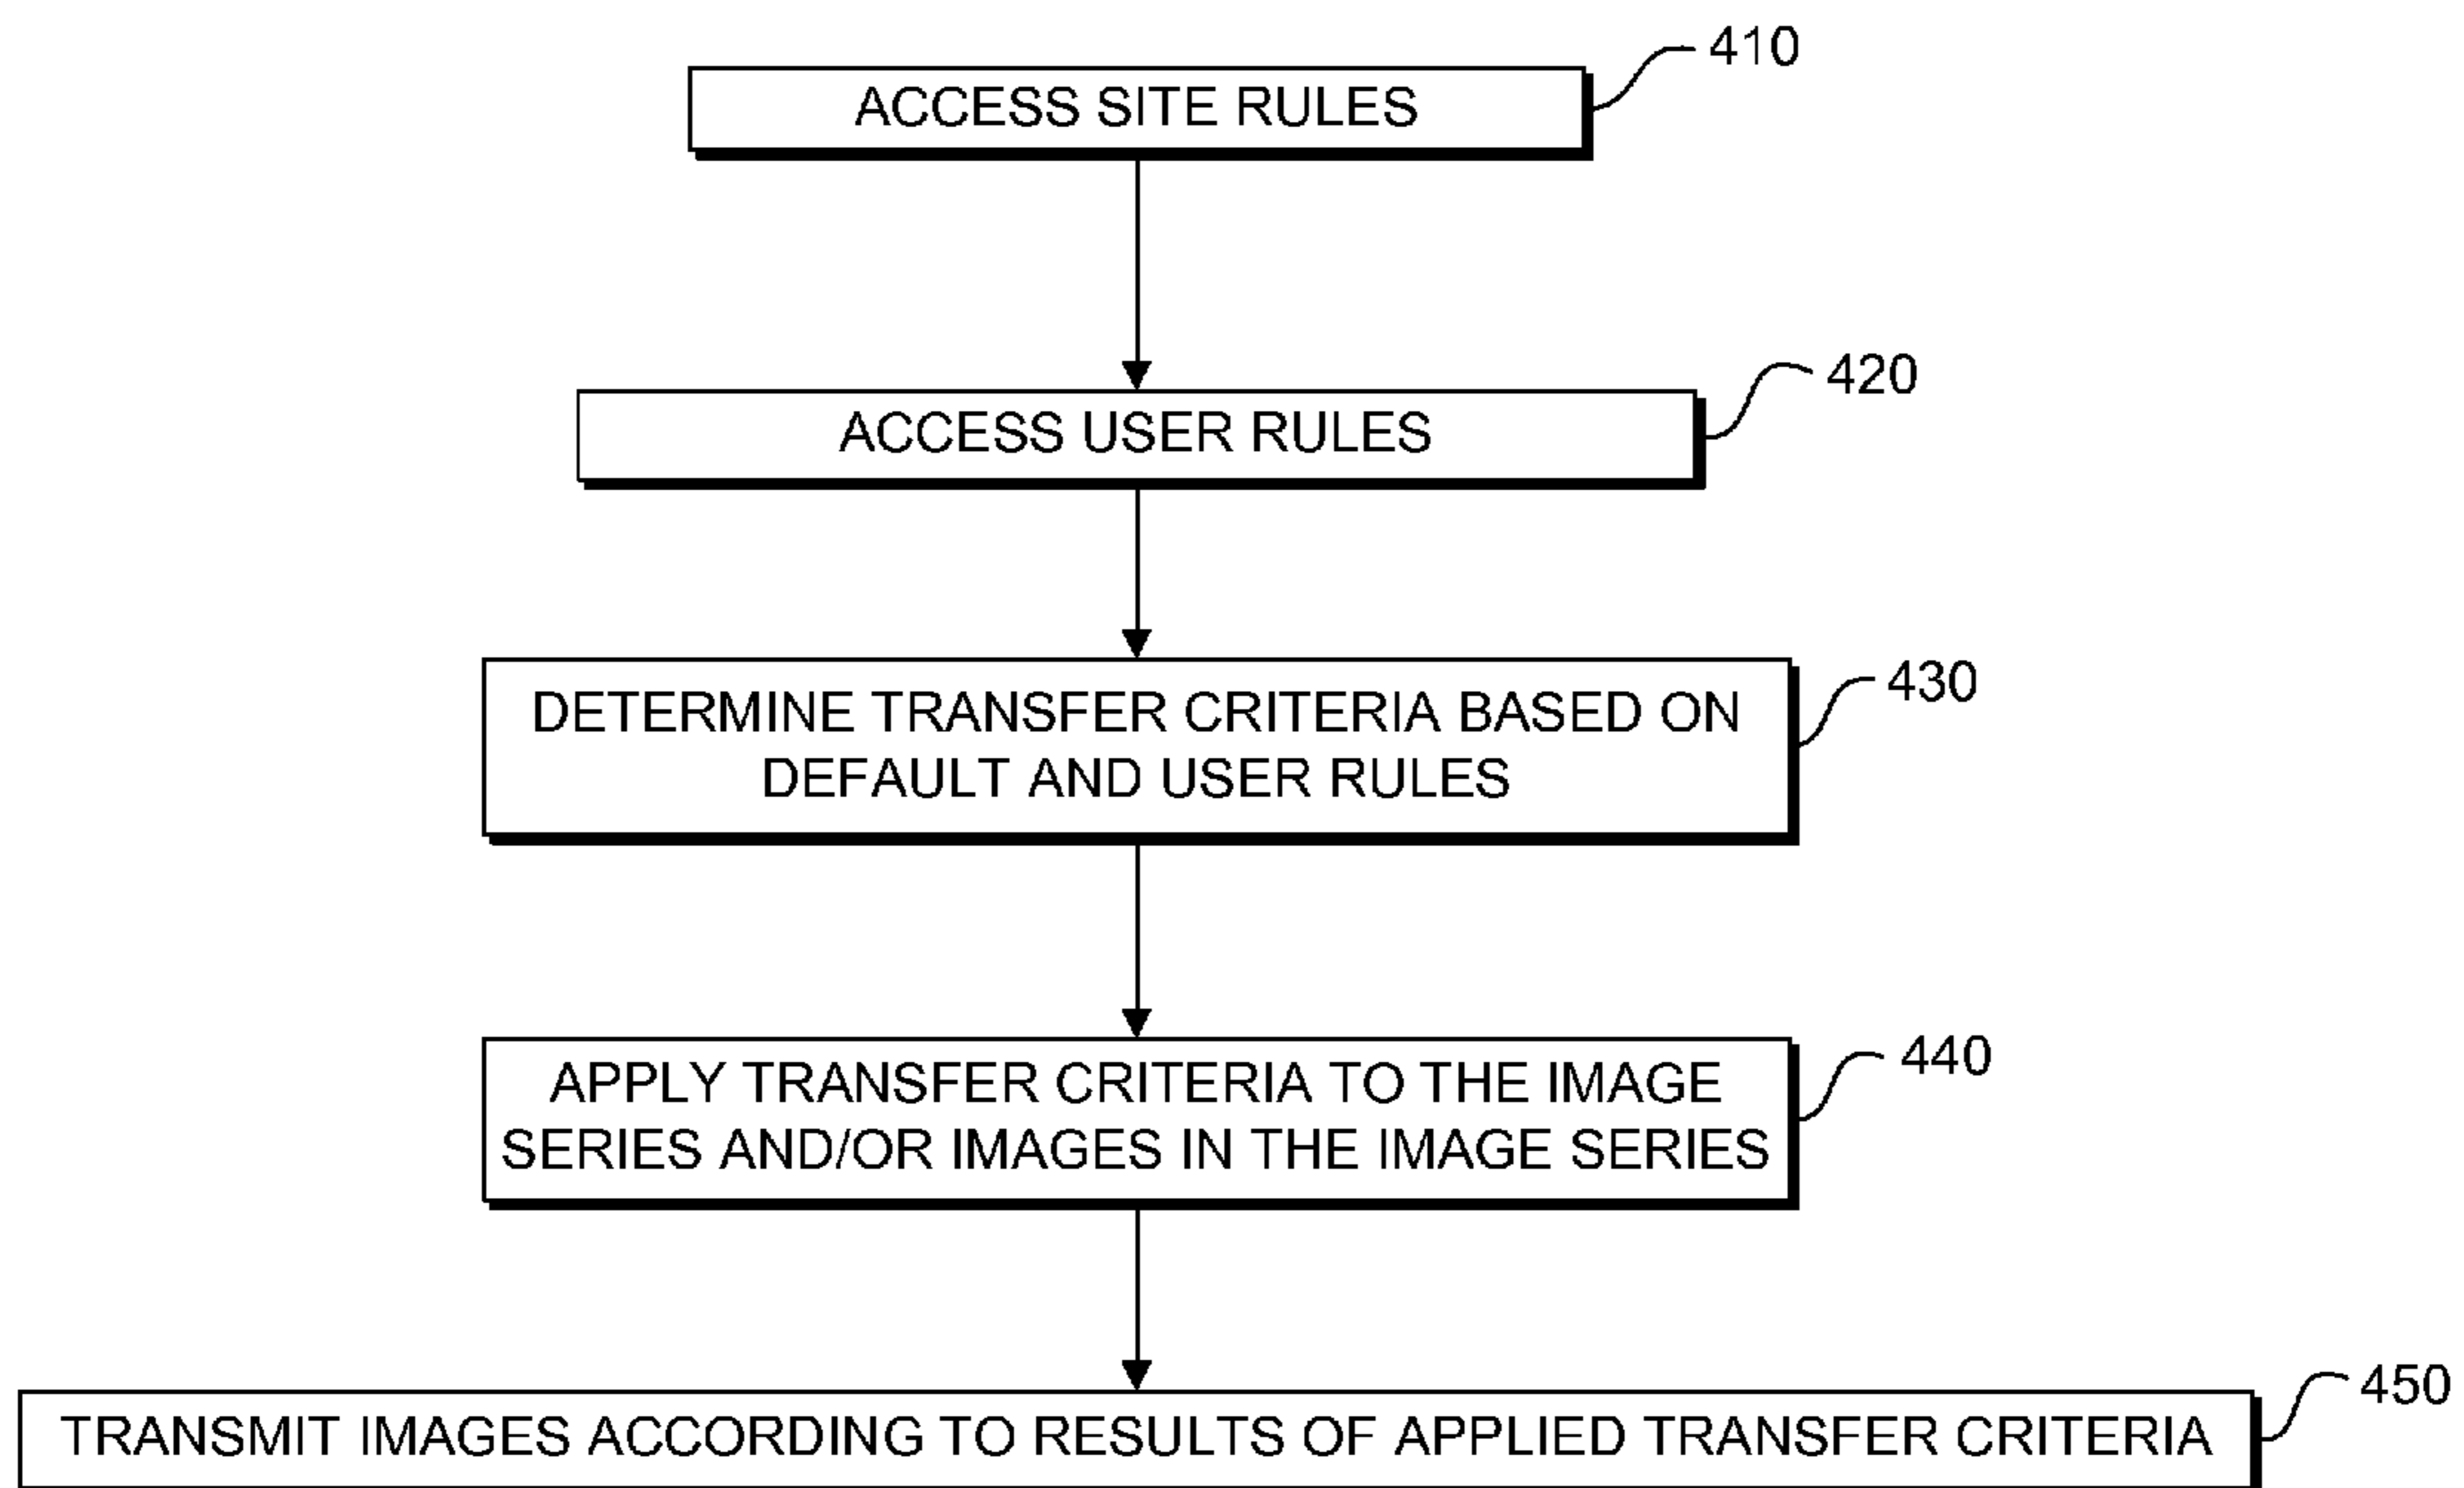 410
ACCESS SITE RULES
420
ACCESS USER RULES
430
DETERMINE TRANSFER CRITERIA BASED ON
DEFAULT AND USER RULES
440
APPLY TRANSFER CRITERIA TO THE IMAGE
SERIES AND/OR IMAGES IN THE IMAGE SERIES
450
TRANSMIT IMAGES ACCORDING TO RESULTS OF APPLIED TRANSFER CRITERIA